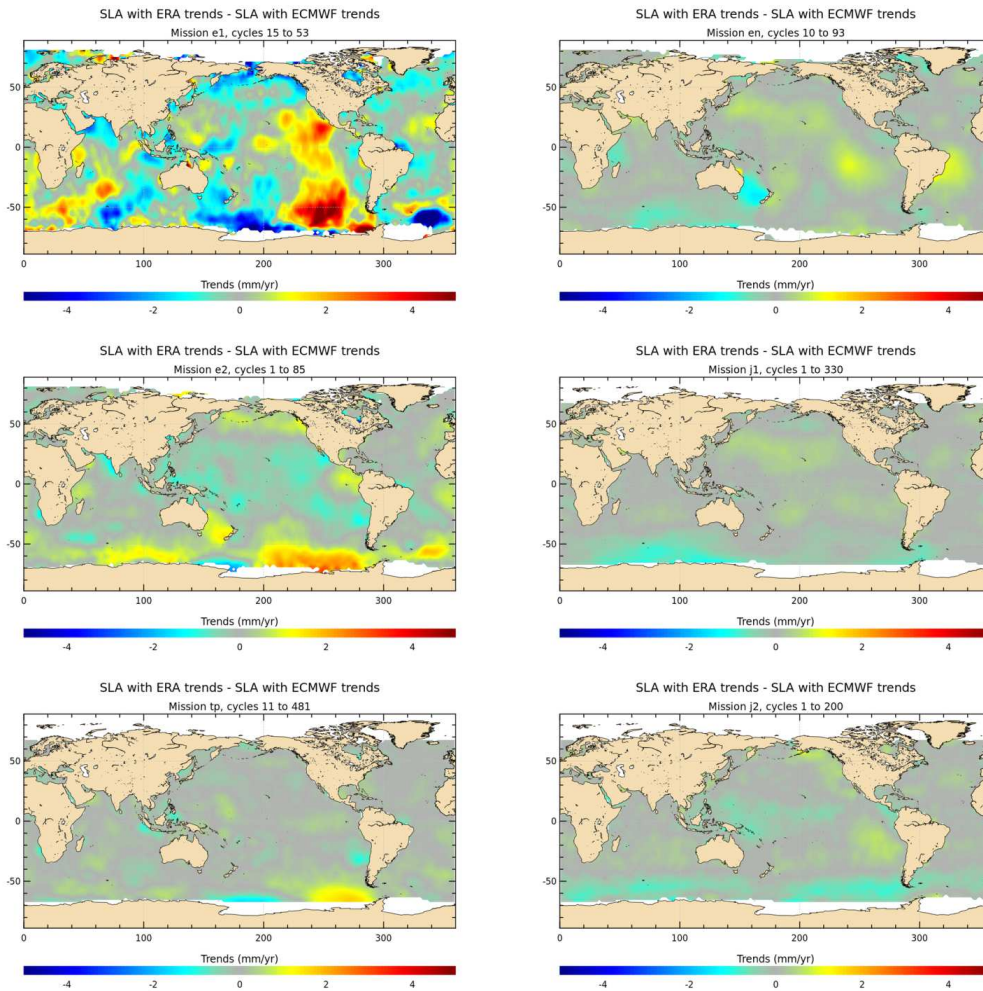 SLA with ERA trends - SLA with ECMWF trends
Mission e1, cycles 15 to 53
50
0
-50
0 100 200 300
Trends (mm/yr)
-4 -2 0 2 4
SLA with ERA trends - SLA with ECMWF trends
Mission en, cycles 10 to 93
50
0
-50
0 100 200 300
Trends (mm/yr)
-4 -2 0 2 4
SLA with ERA trends - SLA with ECMWF trends
Mission e2, cycles 1 to 85
50
0
-50
0 100 200 300
Trends (mm/yr)
-4 -2 0 2 4
SLA with ERA trends - SLA with ECMWF trends
Mission j1, cycles 1 to 330
50
0
-50
0 100 200 300
Trends (mm/yr)
-4 -2 0 2 4
SLA with ERA trends - SLA with ECMWF trends
Mission tp, cycles 11 to 481
50
0
-50
0 100 200 300
Trends (mm/yr)
-4 -2 0 2 4
SLA with ERA trends - SLA with ECMWF trends
Mission j2, cycles 1 to 200
50
0
-50
0 100 200 300
Trends (mm/yr)
-4 -2 0 2 4